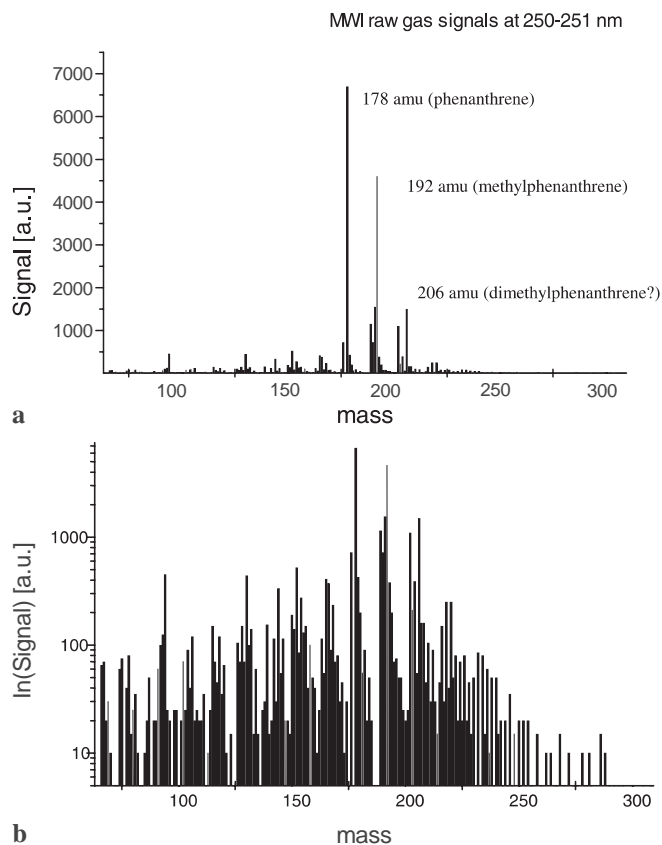 MWI raw gas signals at 250-251 nm
7000
6000
5000
4000
3000
2000
1000
Signal [a.u.]
178 amu (phenanthrene)
192 amu (methylphenanthrene)
206 amu (dimethylphenanthrene?)
100 150 200 250 300
a mass
1000
100
10
ln(Signal) [a.u.]
100 150 200 250 300
b mass